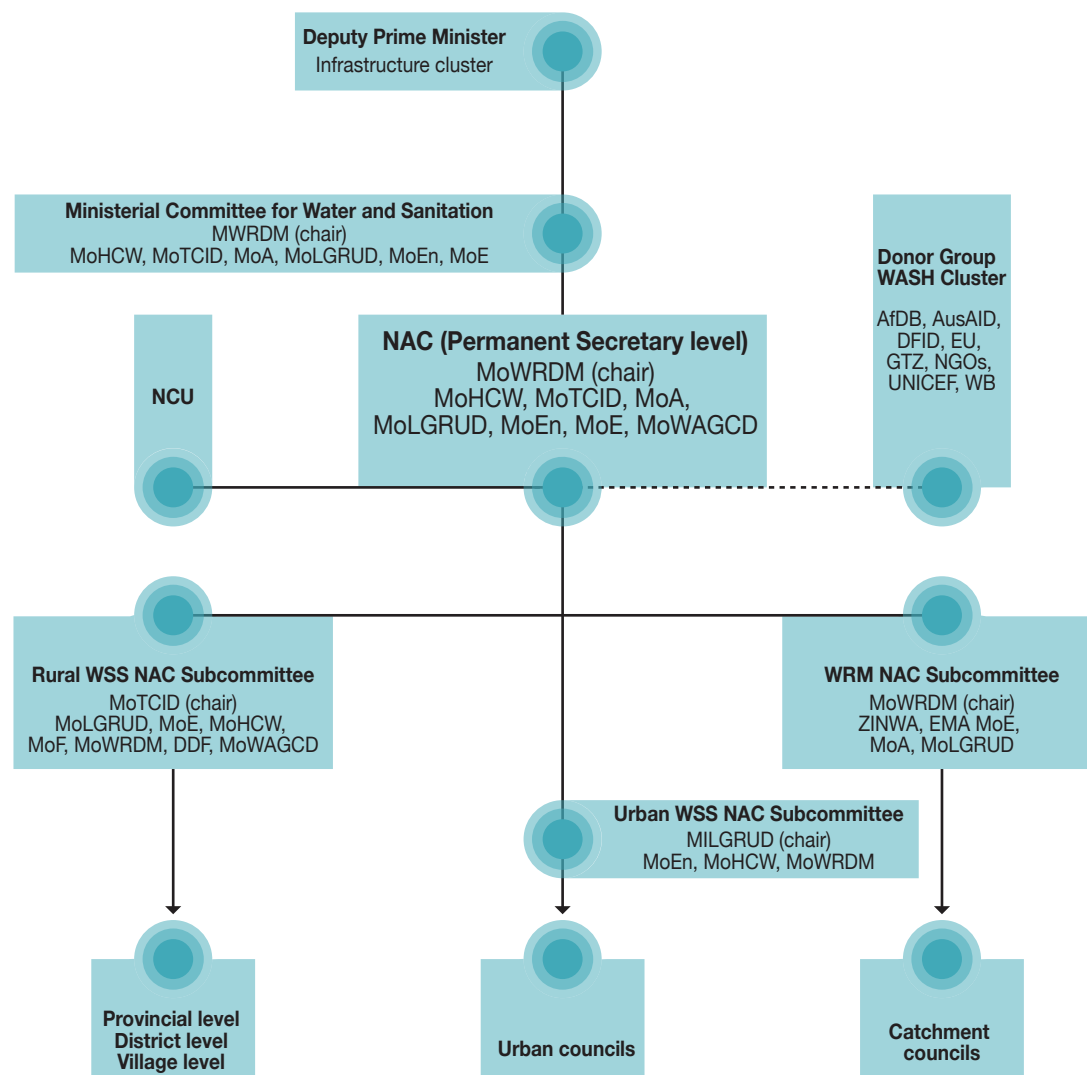 Deputy Prime Minister
Infrastructure cluster
Ministerial Committee for Water and Sanitation
MWRDM (chair)
MoHCW, MoTCID, MoA, MoLGRUD, MoEn, MoE
Donor Group
WASH Cluster
AfDB, AusAID,
DFID, EU,
GTZ, NGOs,
UNICEF, WB
NCU
NAC (Permanent Secretary level)
MoWRDM (chair)
MoHCW, MoTCID, MoA,
MoLGRUD, MoEn, MoE, MoWAGCD
Rural WSS NAC Subcommittee
MoTCID (chair)
MoLGRUD, MoE, MoHCW,
MoF, MoWRDM, DDF, MoWAGCD
WRM NAC Subcommittee
MoWRDM (chair)
ZINWA, EMA MoE,
MoA, MoLGRUD
Urban WSS NAC Subcommittee
MILGRUD (chair)
MoEn, MoHCW, MoWRDM
Provincial level
District level
Village level
Urban councils
Catchment
councils